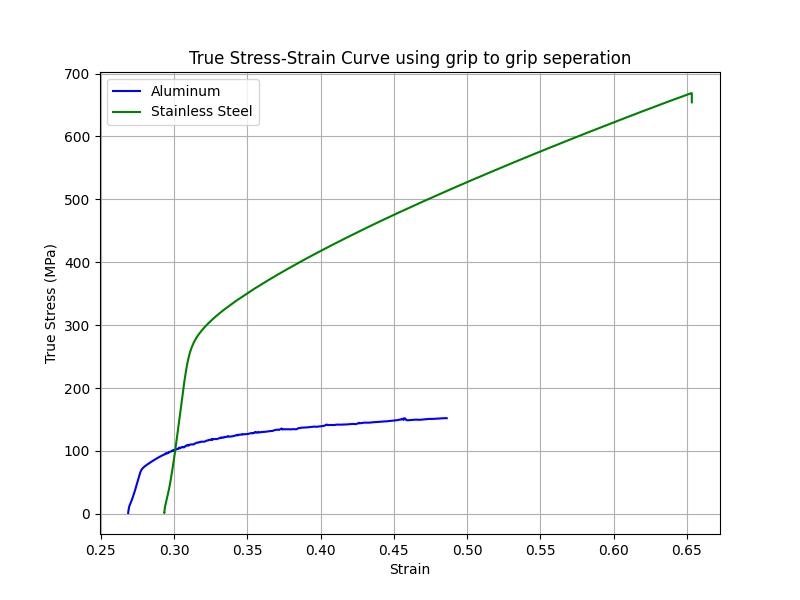 True Stress-Strain Curve using grip to grip seperation
Aluminum
Stainless Steel
True Stress (MPa)
700
600
500
400
300
200
100
0
0.25 0.30 0.35 0.40 0.45 0.50 0.55 0.60 0.65
Strain